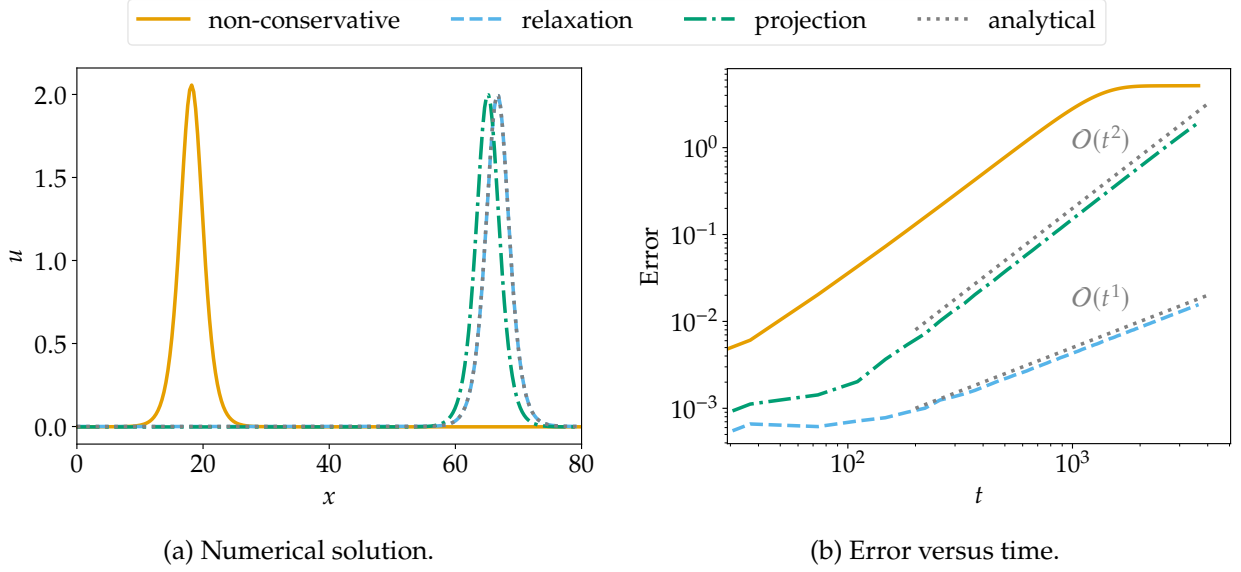 non-conservative relaxation projection analytical
2.0
1.5
1.0
0.5
0.0
u
0 20 40 60 80
x
(a) Numerical solution.
10^0
10^{-1}
10^{-2}
10^{-3}
Error
O(t^2)
O(t^1)
10^2 10^3
t
(b) Error versus time.